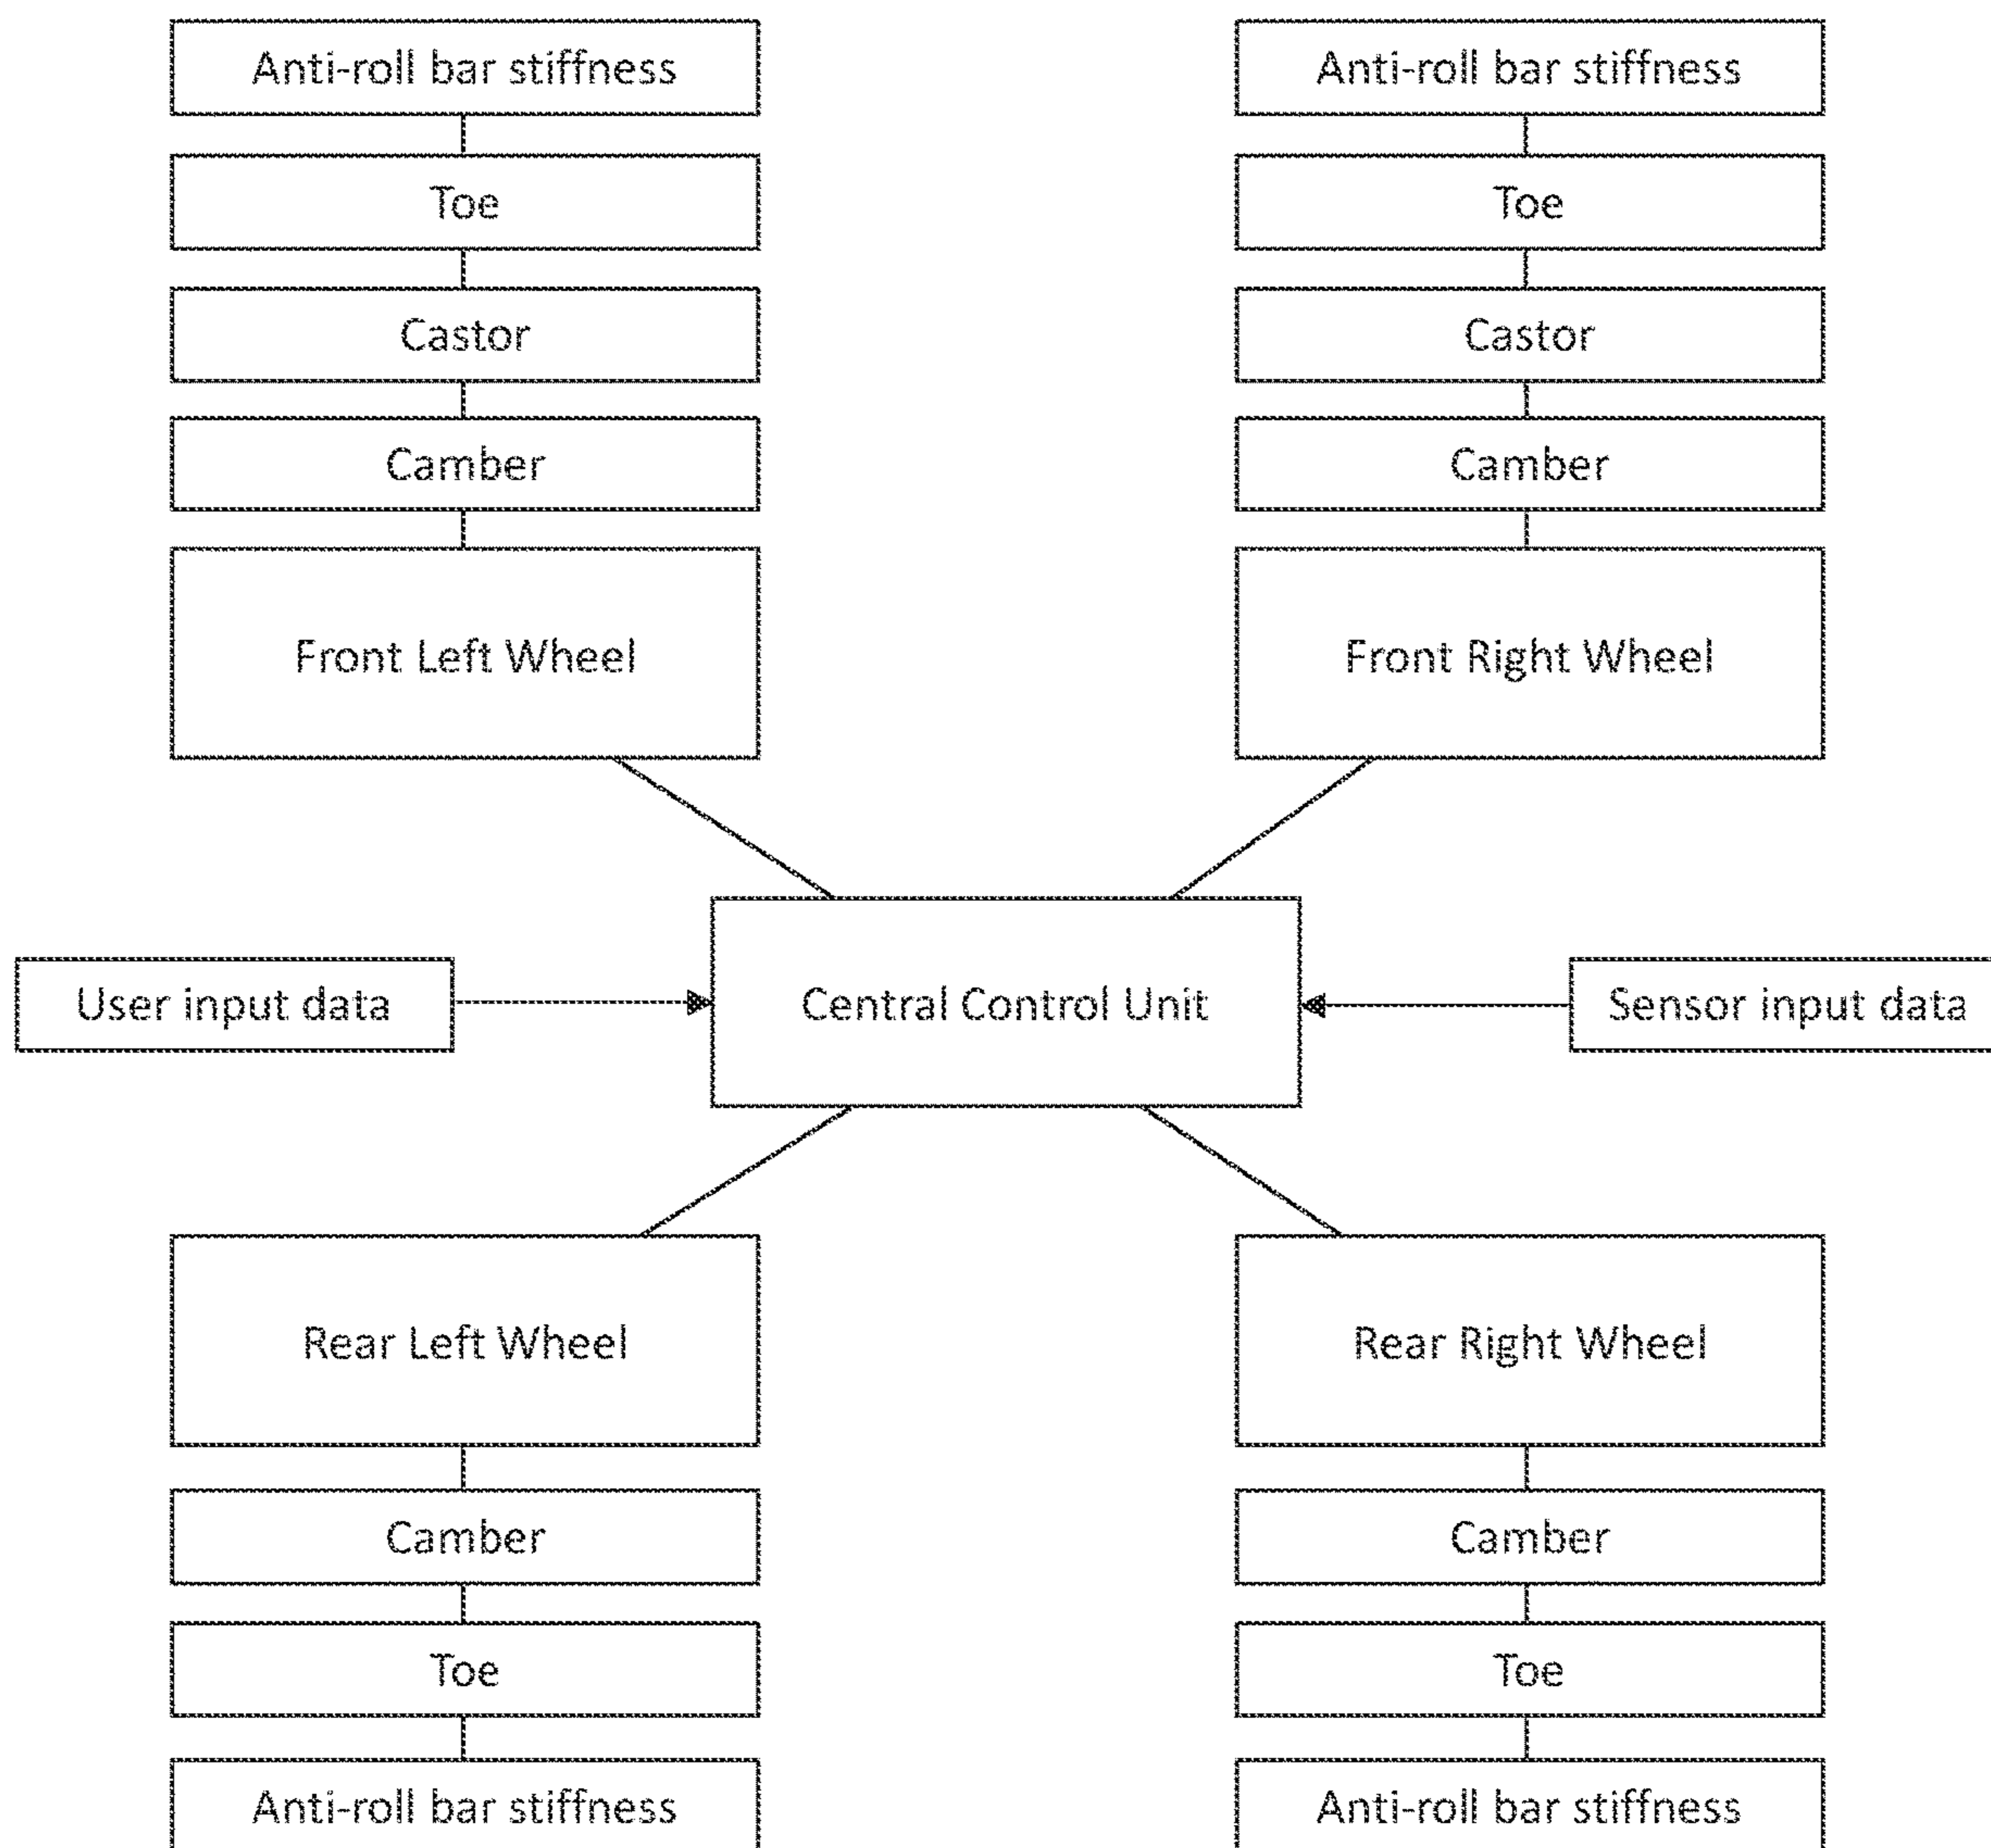 Anti-roll bar stiffness
Anti-roll bar stiffness
Toe
Toe
Castor
Castor
Camber
Camber
Front Left Wheel
Front Right Wheel
User input data
Central Control Unit
Sensor input data
Rear Left Wheel
Rear Right Wheel
Camber
Camber
Toe
Toe
Anti-roll bar stiffness
Anti-roll bar stiffness